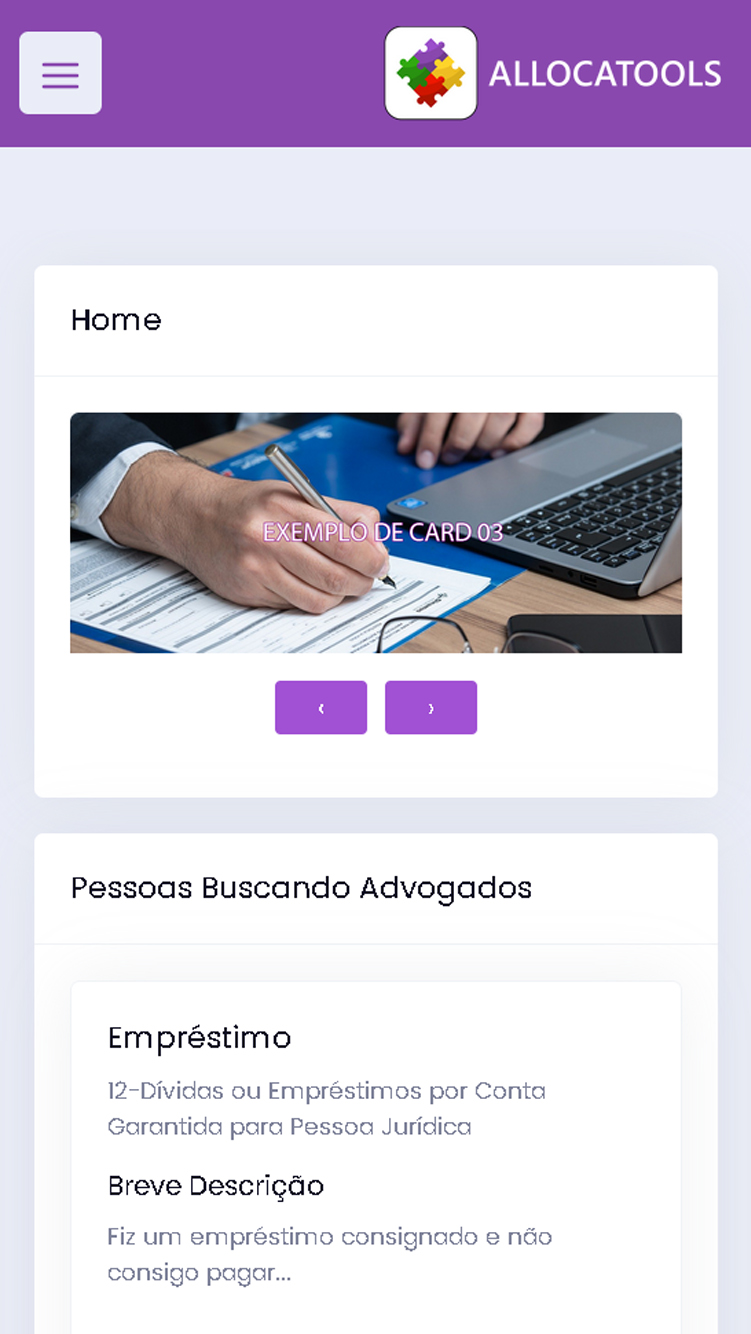 ALLOCATOOLS
Home
EXEMPLO DE CARD 03
‹ ›
Pessoas Buscando Advogados
Empréstimo
12-Dívidas ou Empréstimos por Conta
Garantida para Pessoa Jurídica
Breve Descrição
Fiz um empréstimo consignado e não
consigo pagar...